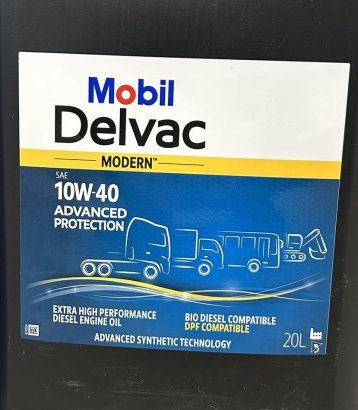 Mobil
Delvac
MODERN™
SAE
10W-40
ADVANCED
PROTECTION
EXTRA HIGH PERFORMANCE
DIESEL ENGINE OIL
BIO DIESEL COMPATIBLE
DPF COMPATIBLE
ADVANCED SYNTHETIC TECHNOLOGY
20L